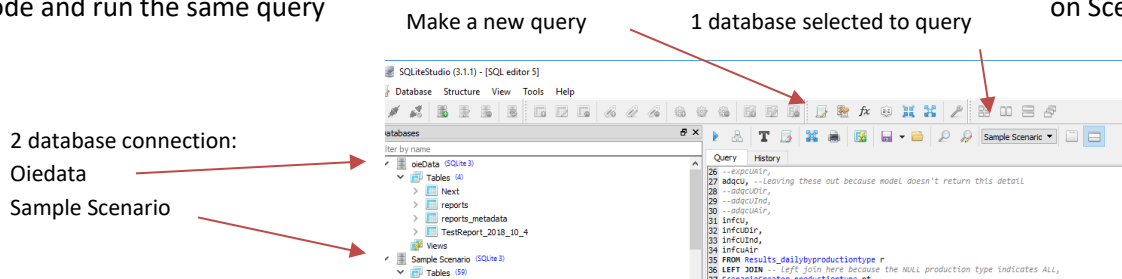 ode and run the same query
Make a new query
1 database selected to query
on Sce
SQLiteStudio (3.1.1) - [SQL editor 5]
Database Structure View Tools Help
2 database connection:
Oiedata
Sample Scenario
atabases
lter by name
oieData (SQLite 3)
Tables (4)
Next
reports
reports_metadata
TestReport_2018_10_4
Views
Sample Scenario (SQLite 3)
Tables (59)
Sample Scenaric
Query History
26 --expcUAir,
27 adqcU, --Leaving these out because model doesn't return this detail
28 --adqcUDir,
29 --adqcUInd,
30 --adqcUAir,
31 infcU,
32 infcUDir,
33 infcUInd,
34 infcuAir
35 FROM Results_dailybyproductiontype r
36 LEFT JOIN -- Left join here because the NULL production type indicates ALL,